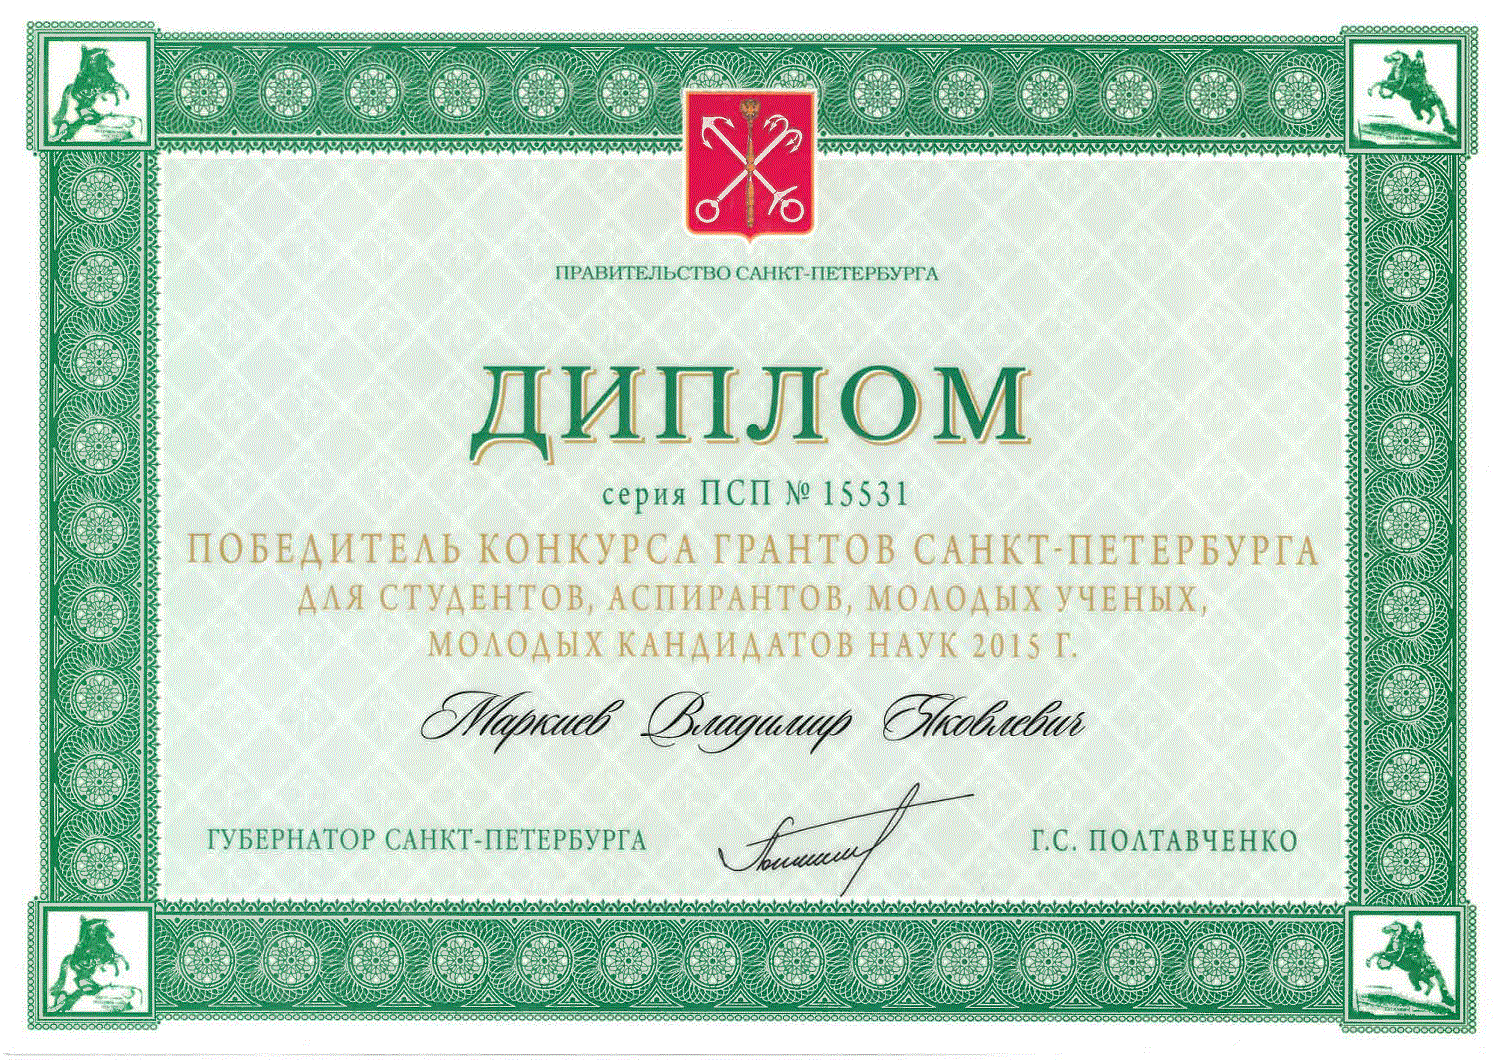 ПРАВИТЕЛЬСТВО САНКТ-ПЕТЕРБУРГА
ДИПЛОМ
серия ПСП № 15531
ПОБЕДИТЕЛЬ КОНКУРСА ГРАНТОВ САНКТ-ПЕТЕРБУРГА
ДЛЯ СТУДЕНТОВ, АСПИРАНТОВ, МОЛОДЫХ УЧЕНЫХ,
МОЛОДЫХ КАНДИДАТОВ НАУК 2015 Г.
Маркиев Владимир Яковлевич
ГУБЕРНАТОР САНКТ-ПЕТЕРБУРГА Г.С. ПОЛТАВЧЕНКО